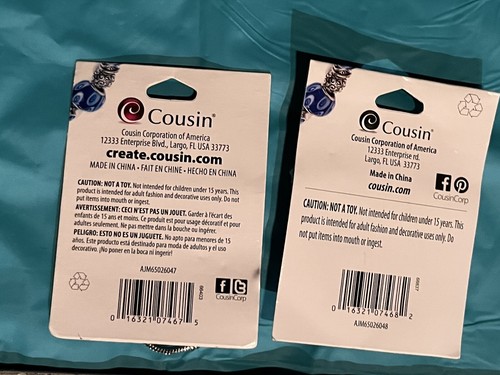 Cousin®
Cousin Corporation of America
12333 Enterprise Blvd., Largo, FL USA 33773
create.cousin.com
MADE IN CHINA • FAIT EN CHINE • HECHO EN CHINA
CAUTION: NOT A TOY. Not intended for children under 15 years. This
product is intended for adult fashion and decorative uses only. Do
not put items into mouth or ingest.
AVERTISSEMENT: CECI N'EST PAS UN JOUET. Garder à l'écart des
enfants de 15 ans et moins. Ce produit est pour usage décoratif et pour
adultes seulement. Ne pas mettre dans la bouche ou ingérer.
PELIGRO: ESTO NO ES UN JUGUETE. No apto para menores de 15
años. Este producto está destinado para moda de adultos y el uso
decorativo. ¡No poner en la boca ni ingerir!
AJM65026047
CousinCorp
0 16321 07467 5
Cousin®
Cousin Corporation of America
12333 Enterprise rd.
Largo, FL USA 33773
Made in China
cousin.com
CousinCorp
CAUTION: NOT A TOY. Not intended for children under 15 years. This
product is intended for adult fashion and decorative uses only. Do
not put items into mouth or ingest.
0 16321 07468 2
AJM65026048